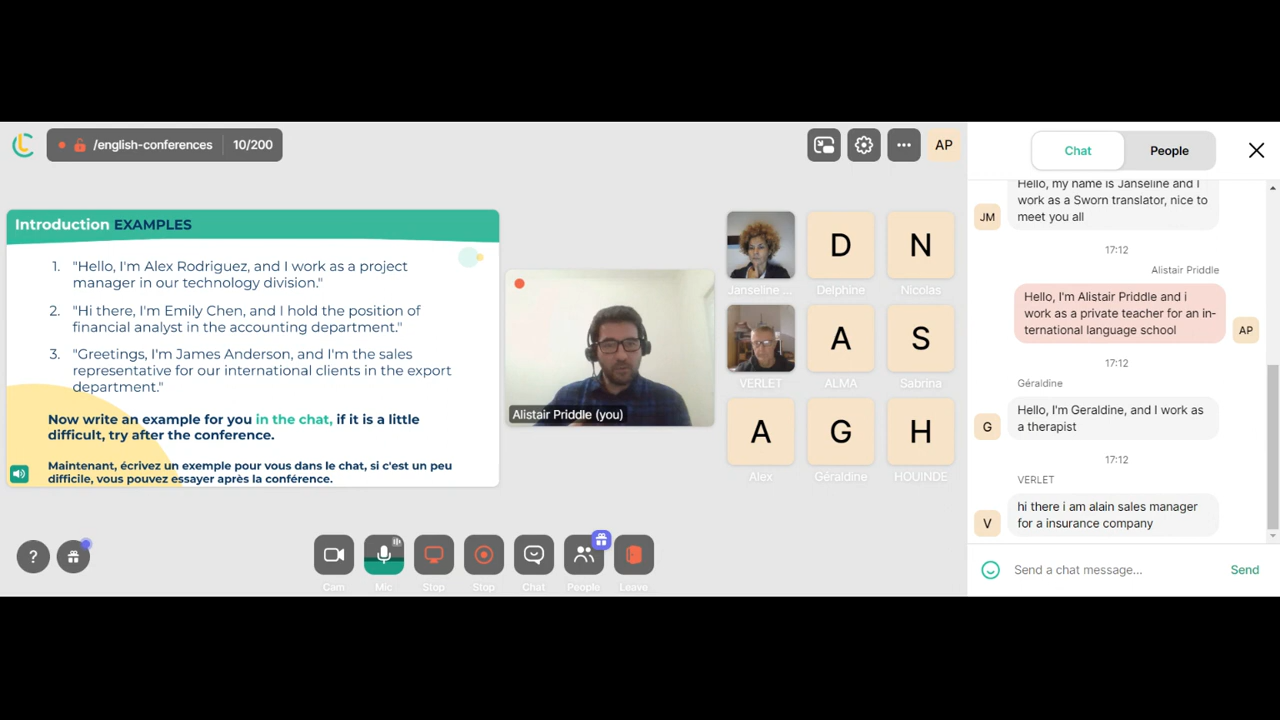 /english-conferences 10/200
AP
Chat
People
Introduction EXAMPLES
1. "Hello, I'm Alex Rodriguez, and I work as a project
manager in our technology division."
2. "Hi there, I'm Emily Chen, and I hold the position of
financial analyst in the accounting department."
3. "Greetings, I'm James Anderson, and I'm the sales
representative for our international clients in the export
department."
Now write an example for you in the chat, if it is a little
difficult, try after the conference.
Maintenant, écrivez un exemple pour vous dans le chat, si c'est un peu
difficile, vous pouvez essayer après la conférence.
Alistair Priddle (you)
D
N
Janseline ...
Delphine
Nicolas
A
S
VERLET
ALMA
Sabrina
A
G
H
Alex
Géraldine
HOUINDE
?
Cam
Mic
Stop
Stop
Chat
People
Leave
Hello, my name is Janseline and I
work as a Sworn translator, nice to
meet you all
JM
17:12
Alistair Priddle
Hello, I'm Alistair Priddle and i
work as a private teacher for an in-
ternational language school
AP
17:12
Géraldine
Hello, I'm Geraldine, and I work as
a therapist
G
17:12
VERLET
hi there i am alain sales manager
for a insurance company
V
Send a chat message...
Send